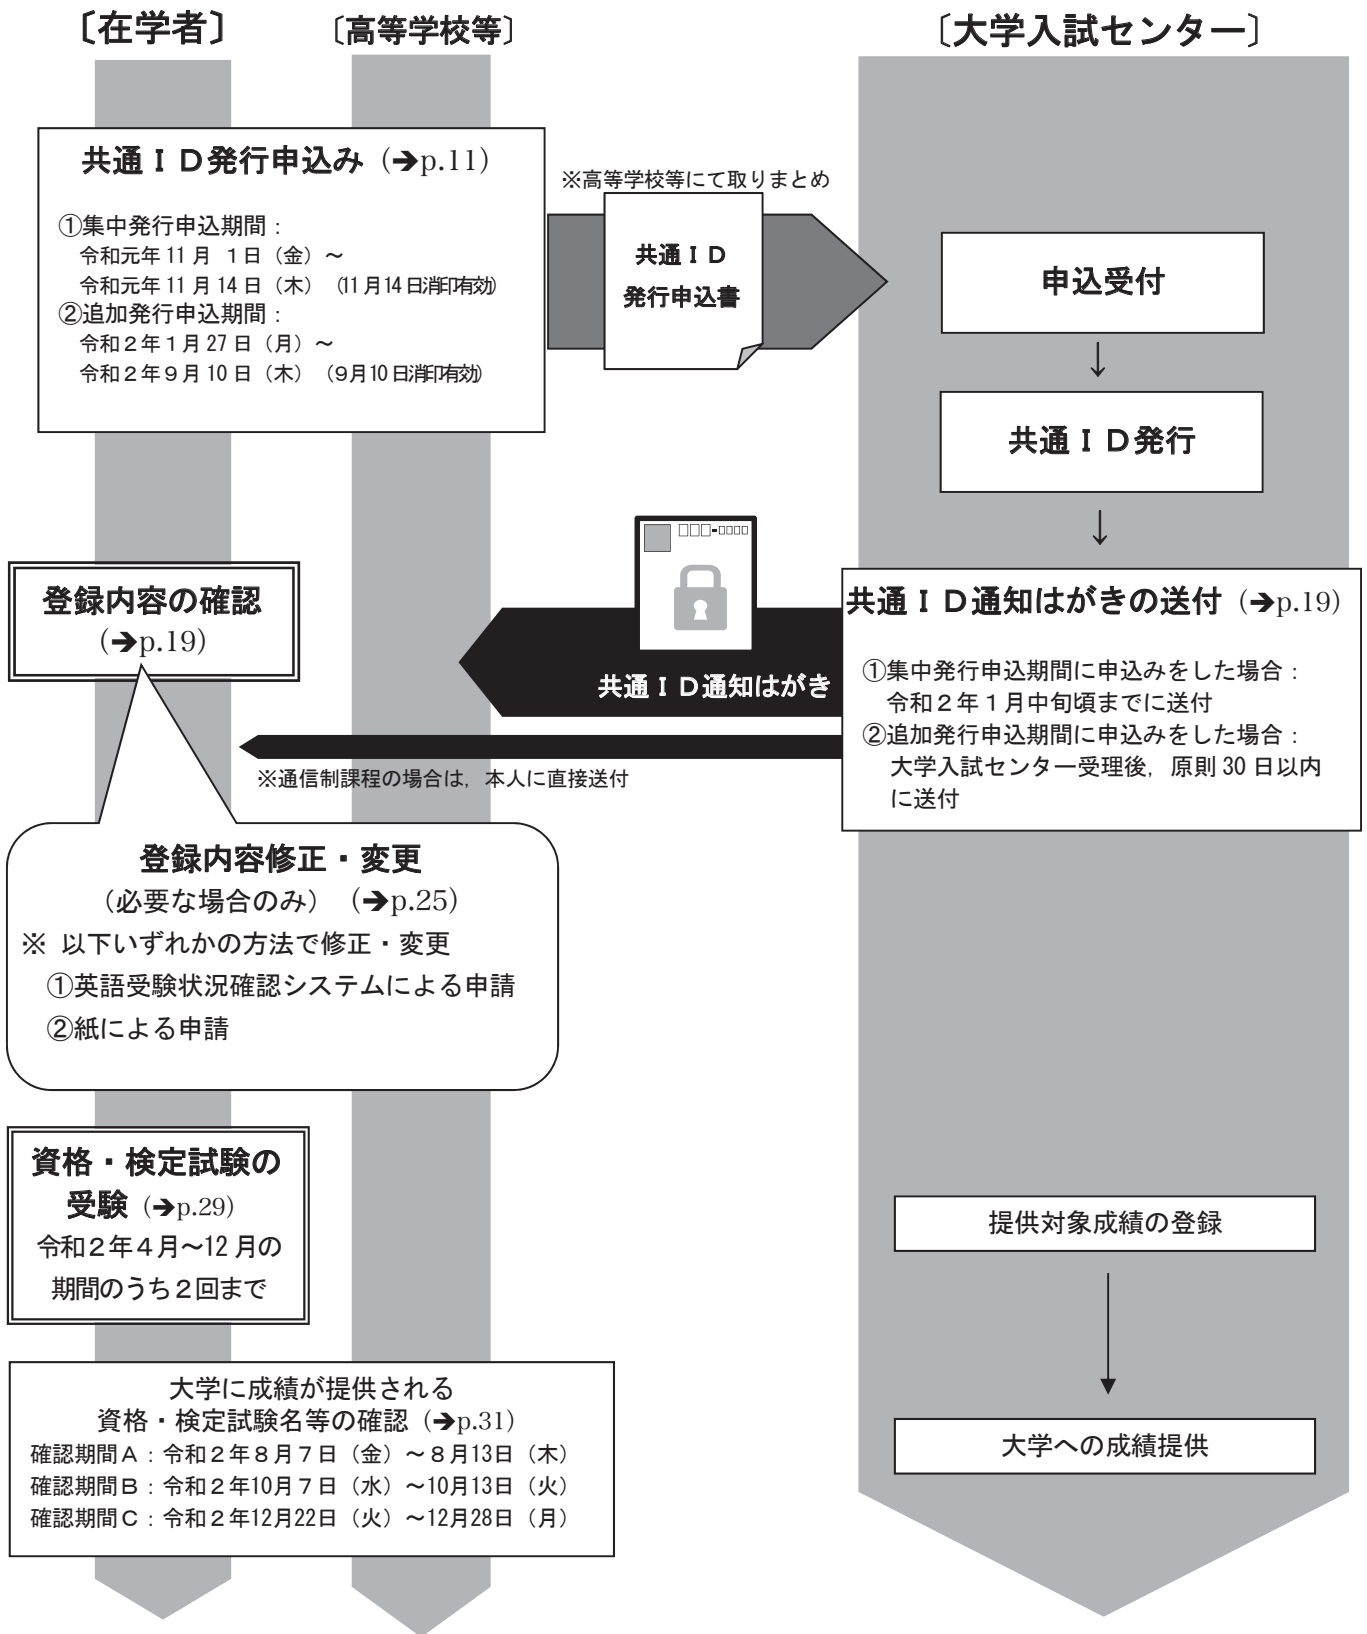 〔在学者〕
〔高等学校等〕
〔大学入試センター〕
共通ＩＤ発行申込み（➔p.11）
①集中発行申込期間：
令和元年11月　１日（金）～
令和元年11月14日（木）（11月14日消印有効）
②追加発行申込期間：
令和２年１月27日（月）～
令和２年９月10日（木）（９月10日消印有効）
※高等学校等にて取りまとめ
共通ＩＤ
発行申込書
申込受付
↓
共通ＩＤ発行
↓
登録内容の確認
（➔p.19）
共通ＩＤ通知はがき
共通ＩＤ通知はがきの送付（➔p.19）
①集中発行申込期間に申込みをした場合：
令和２年１月中旬頃までに送付
②追加発行申込期間に申込みをした場合：
大学入試センター受理後，原則30日以内
に送付
※通信制課程の場合は，本人に直接送付
登録内容修正・変更
（必要な場合のみ）（➔p.25）
※ 以下いずれかの方法で修正・変更
①英語受験状況確認システムによる申請
②紙による申請
資格・検定試験の
受験（➔p.29）
令和２年４月～12月の
期間のうち２回まで
提供対象成績の登録
大学への成績提供
大学に成績が提供される
資格・検定試験名等の確認（➔p.31）
確認期間Ａ：令和２年８月７日（金）～８月13日（木）
確認期間Ｂ：令和２年10月７日（水）～10月13日（火）
確認期間Ｃ：令和２年12月22日（火）～12月28日（月）